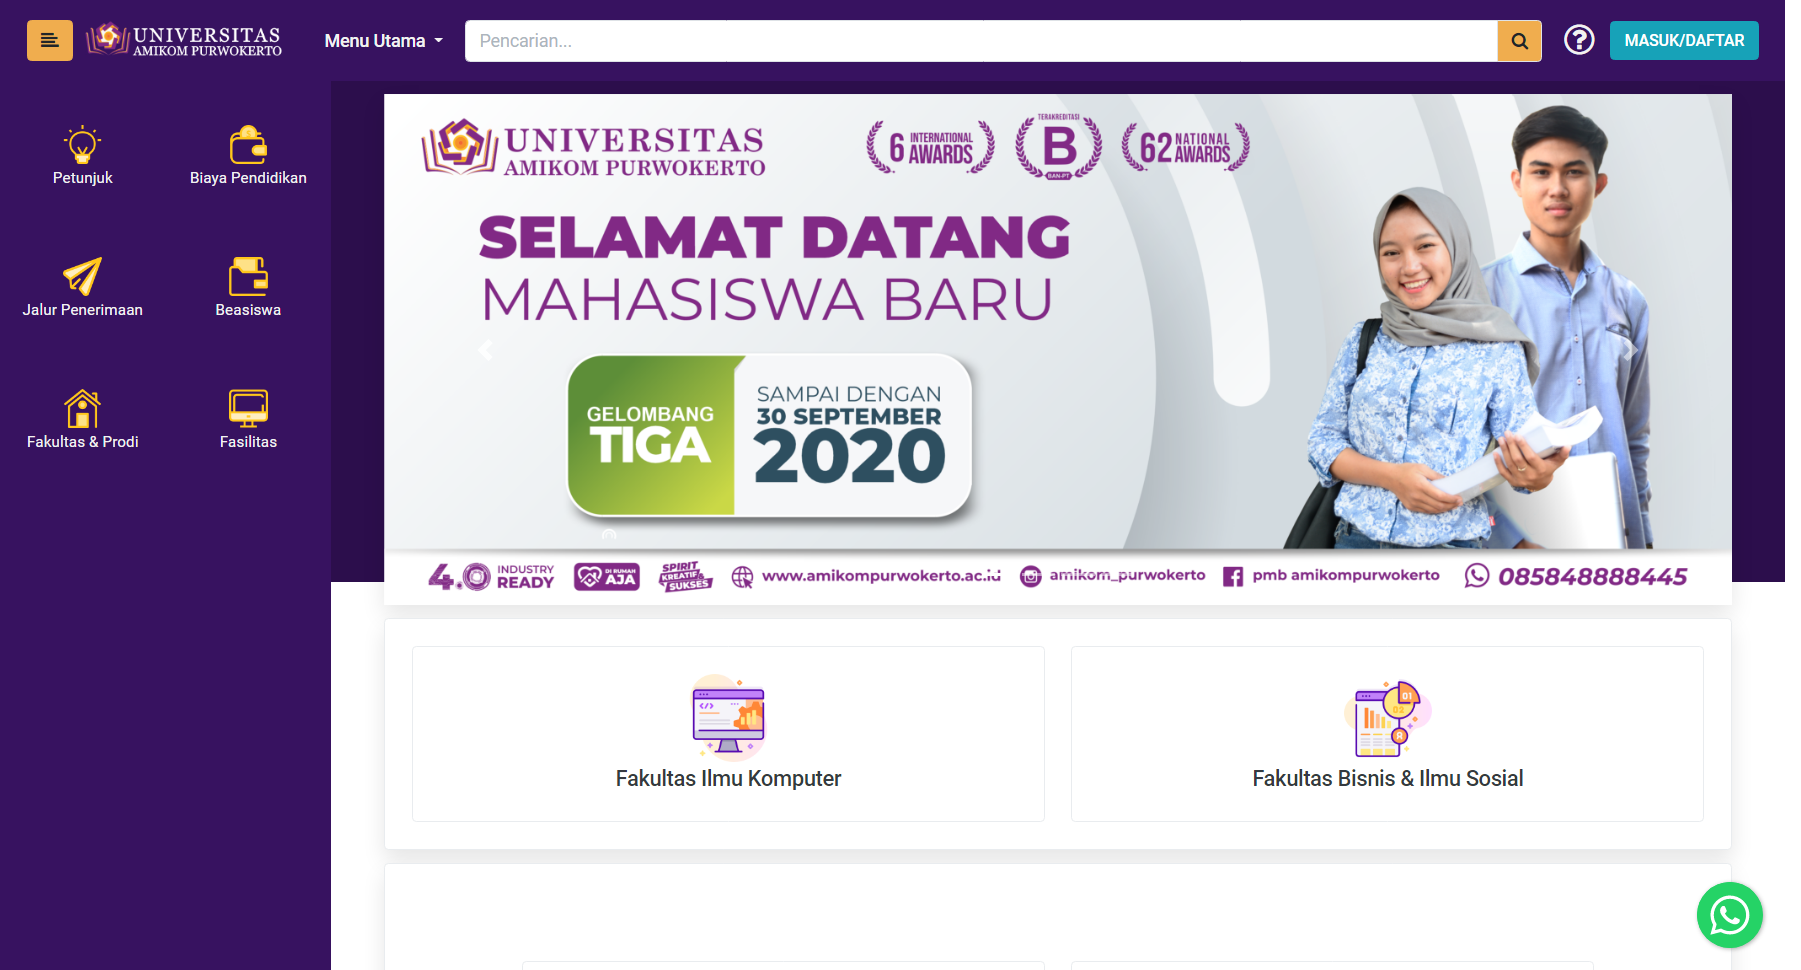 UNIVERSITAS
AMIKOM PURWOKERTO
Menu Utama
Pencarian...
MASUK/DAFTAR
Petunjuk
Biaya Pendidikan
Jalur Penerimaan
Beasiswa
Fakultas & Prodi
Fasilitas
UNIVERSITAS
AMIKOM PURWOKERTO
6 INTERNATIONAL AWARDS
TERAKREDITASI
B
BAN-PT
62 NATIONAL AWARDS
SELAMAT DATANG
MAHASISWA BARU
GELOMBANG
TIGA
SAMPAI DENGAN
30 SEPTEMBER
2020
4.0 INDUSTRY READY
DI RUMAH AJA
SPIRIT KREATIF & SUKSES
www.amikompurwokerto.ac.id
amikom_purwokerto
pmb amikompurwokerto
085848888445
Fakultas Ilmu Komputer
01
02
Fakultas Bisnis & Ilmu Sosial